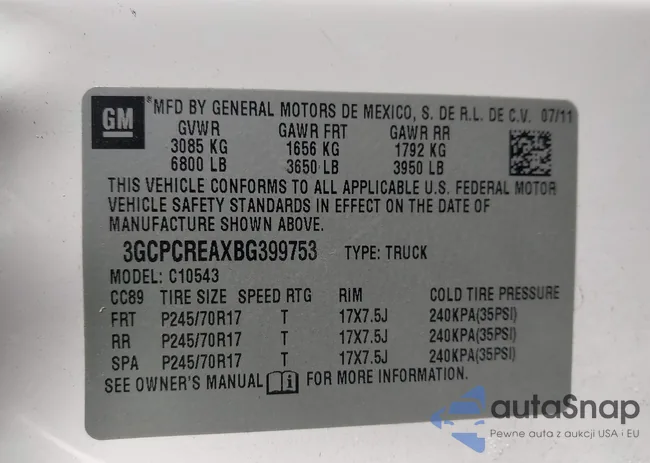 GM
*MFD BY GENERAL MOTORS DE MEXICO, S. DE R.L. DE C.V. 07/11
GVWR GAWR FRT GAWR RR
3085 KG 1656 KG 1792 KG
6800 LB 3650 LB 3950 LB
THIS VEHICLE CONFORMS TO ALL APPLICABLE U.S. FEDERAL MOTOR
VEHICLE SAFETY STANDARDS IN EFFECT ON THE DATE OF
MANUFACTURE SHOWN ABOVE.
3GCPCREAXBG399753 TYPE: TRUCK
MODEL: C10543
CC89 TIRE SIZE SPEED RTG RIM COLD TIRE PRESSURE
FRT P245/70R17 T 17X7.5J 240KPA(35PSI)
RR P245/70R17 T 17X7.5J 240KPA(35PSI)
SPA P245/70R17 T 17X7.5J 240KPA(35PSI)
SEE OWNER'S MANUAL FOR MORE INFORMATION.
autaSnap
Pewne auta z aukcji USA i EU